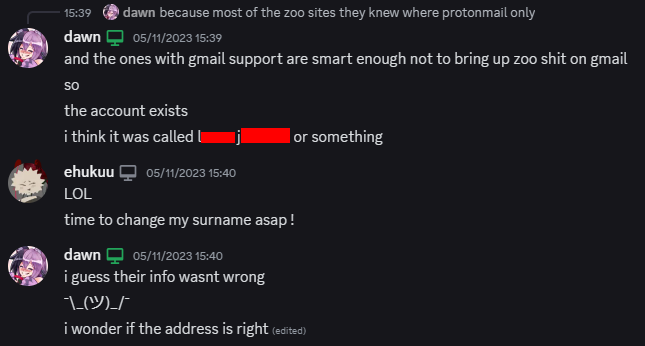 15:39 dawn because most of the zoo sites they knew where protonmail only
dawn 05/11/2023 15:39
and the ones with gmail support are smart enough not to bring up zoo shit on gmail
so
the account exists
i think it was called l j or something
ehukuu 05/11/2023 15:40
LOL
time to change my surname asap !
dawn 05/11/2023 15:40
i guess their info wasnt wrong
¯\_(ツ)_/¯
i wonder if the address is right (edited)